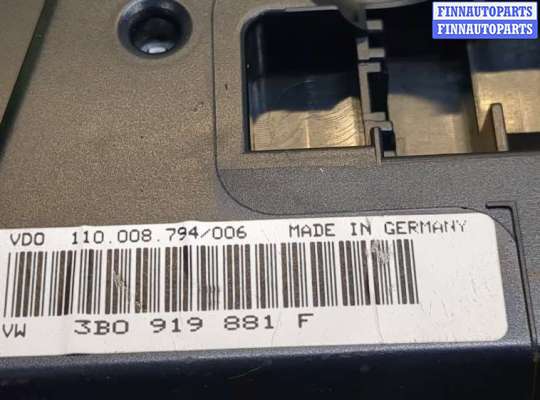 FINNAUTOPARTS
FINNAUTOPARTS
VDO 110.008.794/006 MADE IN GERMANY
VW 3B0 919 881 F